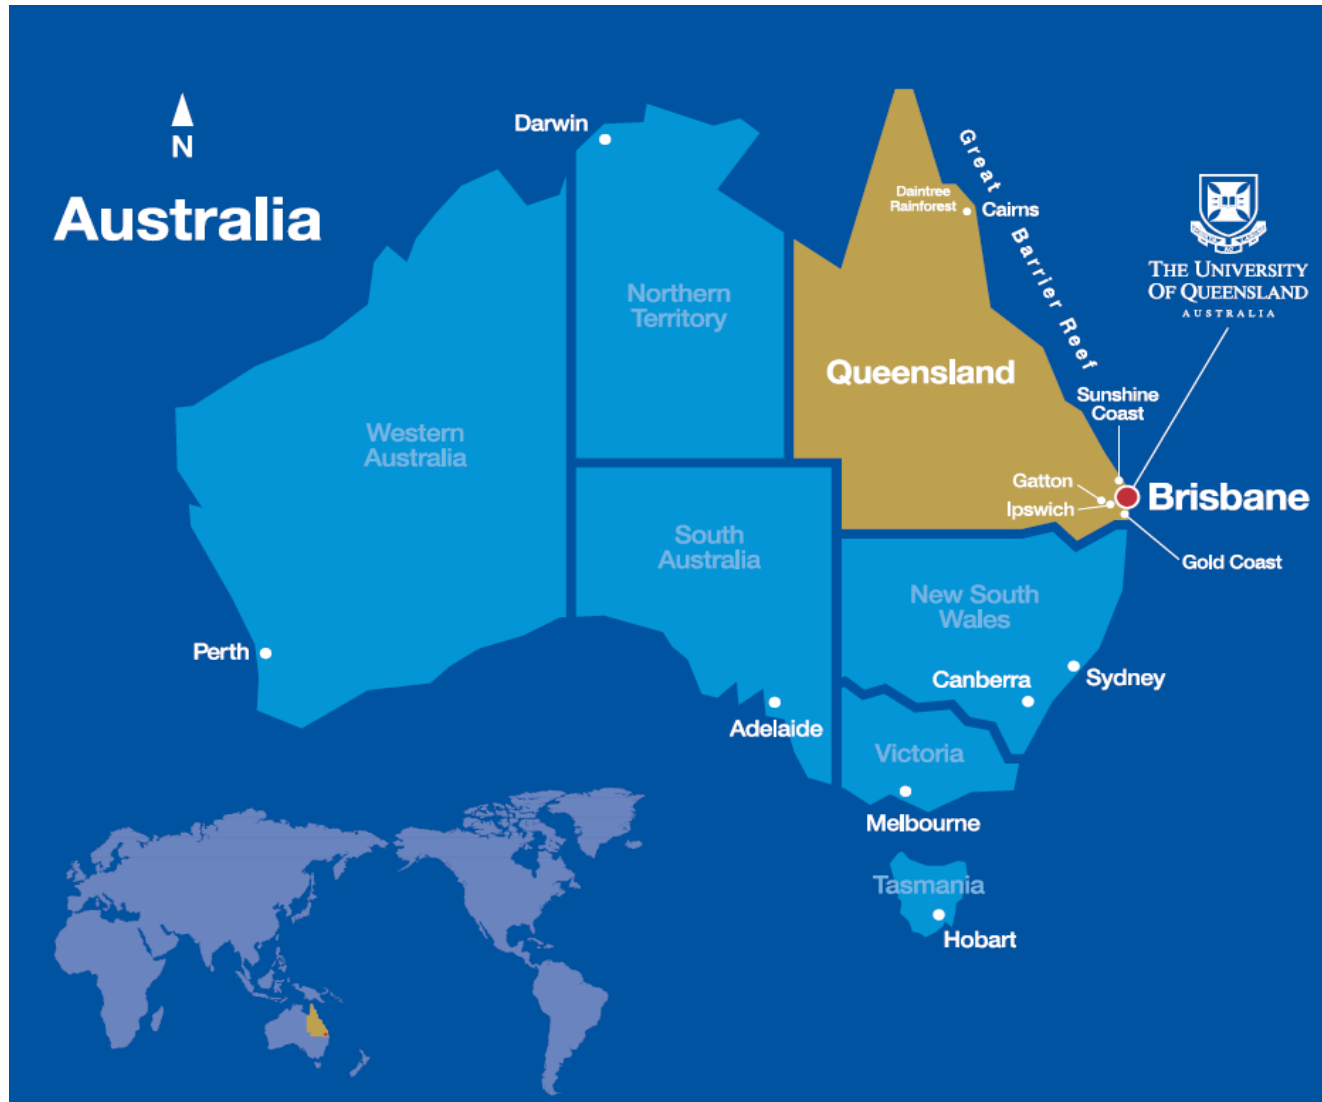 N
Australia
Darwin
Northern
Territory
Western
Australia
South
Australia
Daintree
Rainforest
Cairns
Great Barrier Reef
THE UNIVERSITY
OF QUEENSLAND
AUSTRALIA
Queensland
Sunshine
Coast
Gatton
Ipswich
Brisbane
Gold Coast
New South
Wales
Perth
Canberra
Sydney
Adelaide
Victoria
Melbourne
Tasmania
Hobart